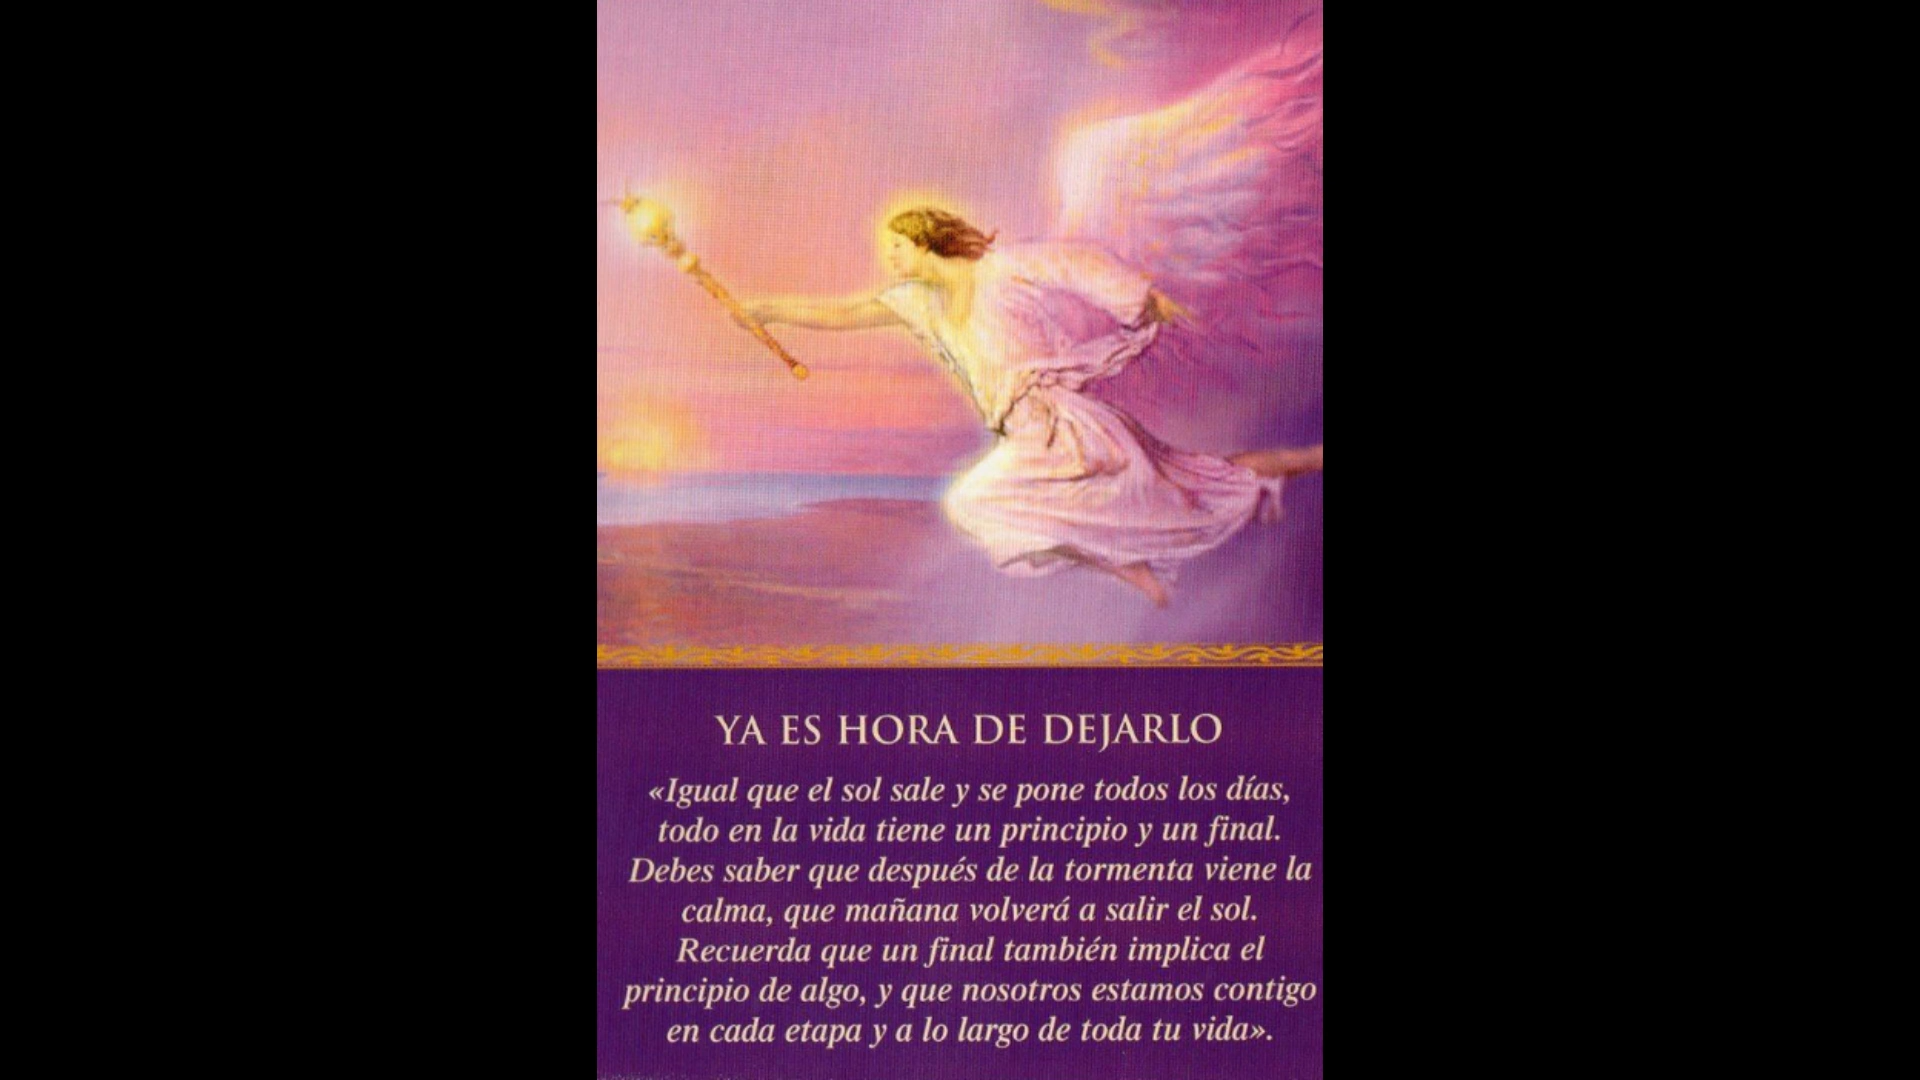 YA ES HORA DE DEJARLO
«Igual que el sol sale y se pone todos los días,
todo en la vida tiene un principio y un final.
Debes saber que después de la tormenta viene la
calma, que mañana volverá a salir el sol.
Recuerda que un final también implica el
principio de algo, y que nosotros estamos contigo
en cada etapa y a lo largo de toda tu vida».